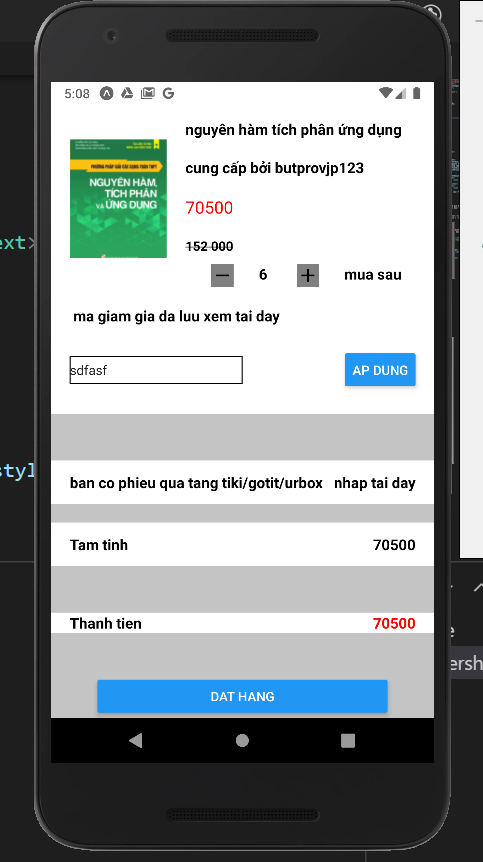 ext>
styl
e
ersh
5:08
nguyên hàm tích phân ứng dụng
cung cấp bởi butprovjp123
70500
152 000
PHƯƠNG PHÁP GIẢI CÁC DẠNG TOÁN THPT
NGUYÊN HÀM,
TÍCH PHÂN
VÀ ỨNG DỤNG
6
mua sau
ma giam gia da luu xem tai day
sdfasf
AP DUNG
ban co phieu qua tang tiki/gotit/urbox nhap tai day
Tam tinh 70500
Thanh tien 70500
DAT HANG